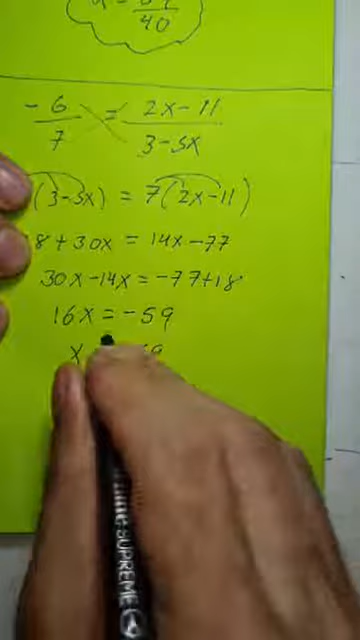 40
- 6/7 = 2x-11/3-5x
(3-5x) = 7(2x-11)
8+30x = 14x-77
30x-14x = -77+18
16x = -59
x
SUPREME